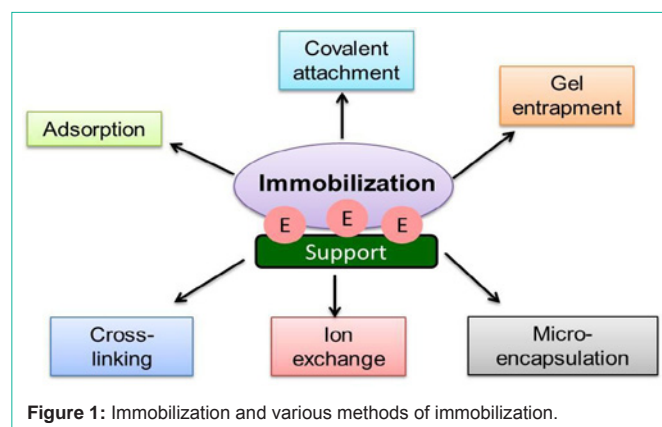 Covalent
attachment
Gel
entrapment
Adsorption
Immobilization
E E E
Support
Cross-
linking
Ion
exchange
Micro-
encapsulation
Figure 1: Immobilization and various methods of immobilization.